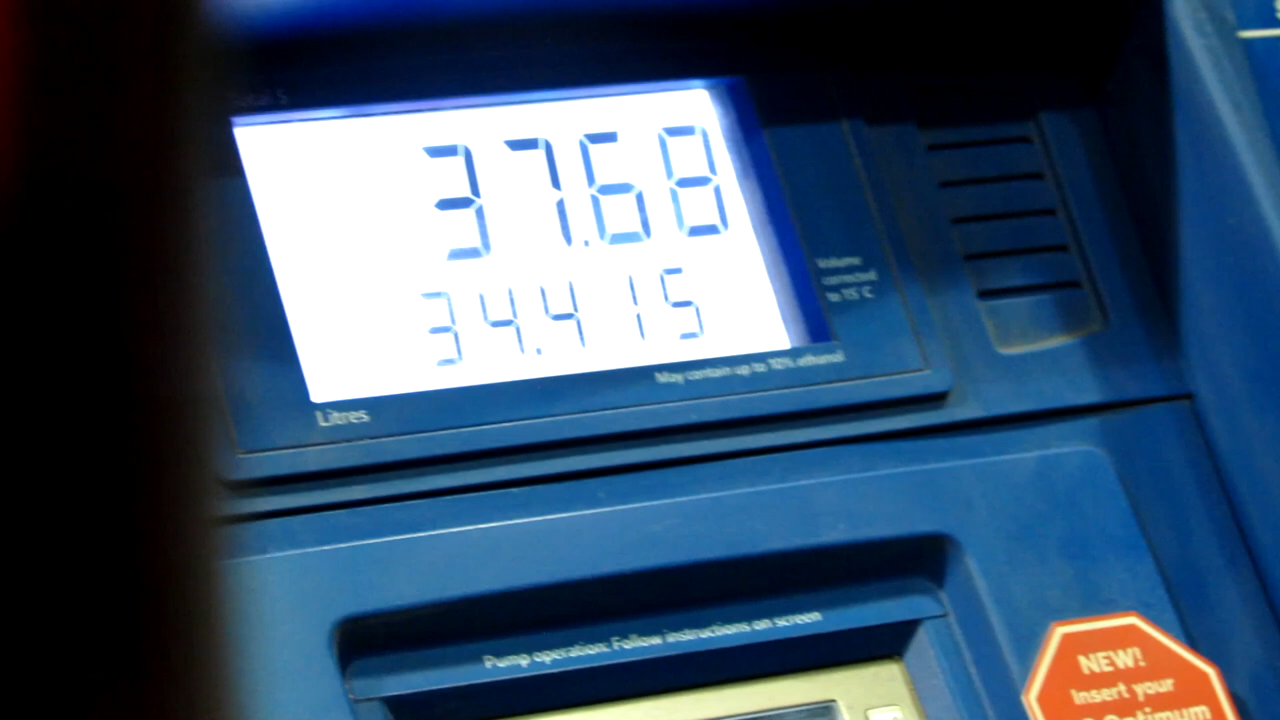 37.68
34.415
Volume
corrected
to 15°C
May contain up to 10% ethanol
Litres
Pump operation: Follow instructions on screen
NEW!
Insert your
Optimum